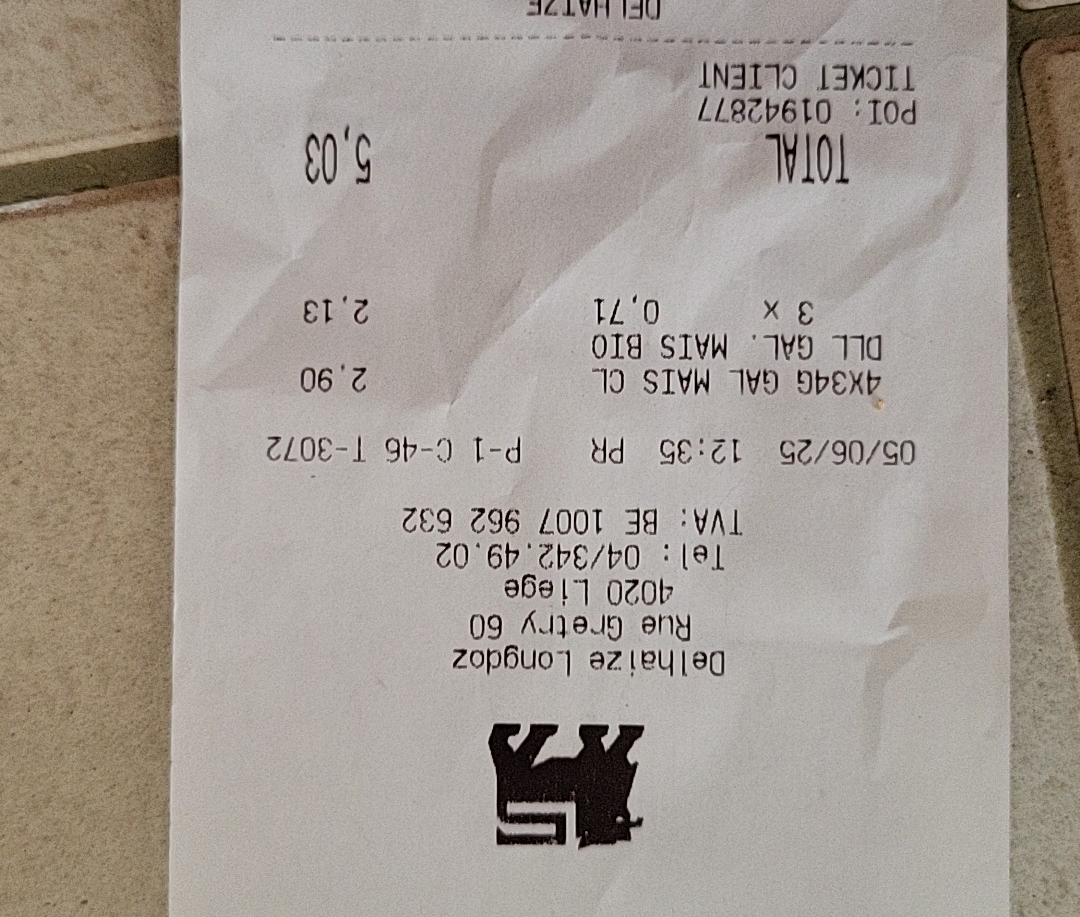 Delhaize Longdoz
Rue Gretry 60
4020 Liege
Tel: 04/342.49.02
TVA: BE 1007 962 632
05/06/25 12:35 PR P-1 C-46 T-3072
4X34G GAL MAIS CL 2,90
DLL GAL. MAIS BIO
3 x 0,71 2,13
TOTAL 5,03
POI: 01942877
TICKET CLIENT
DELHAIZE